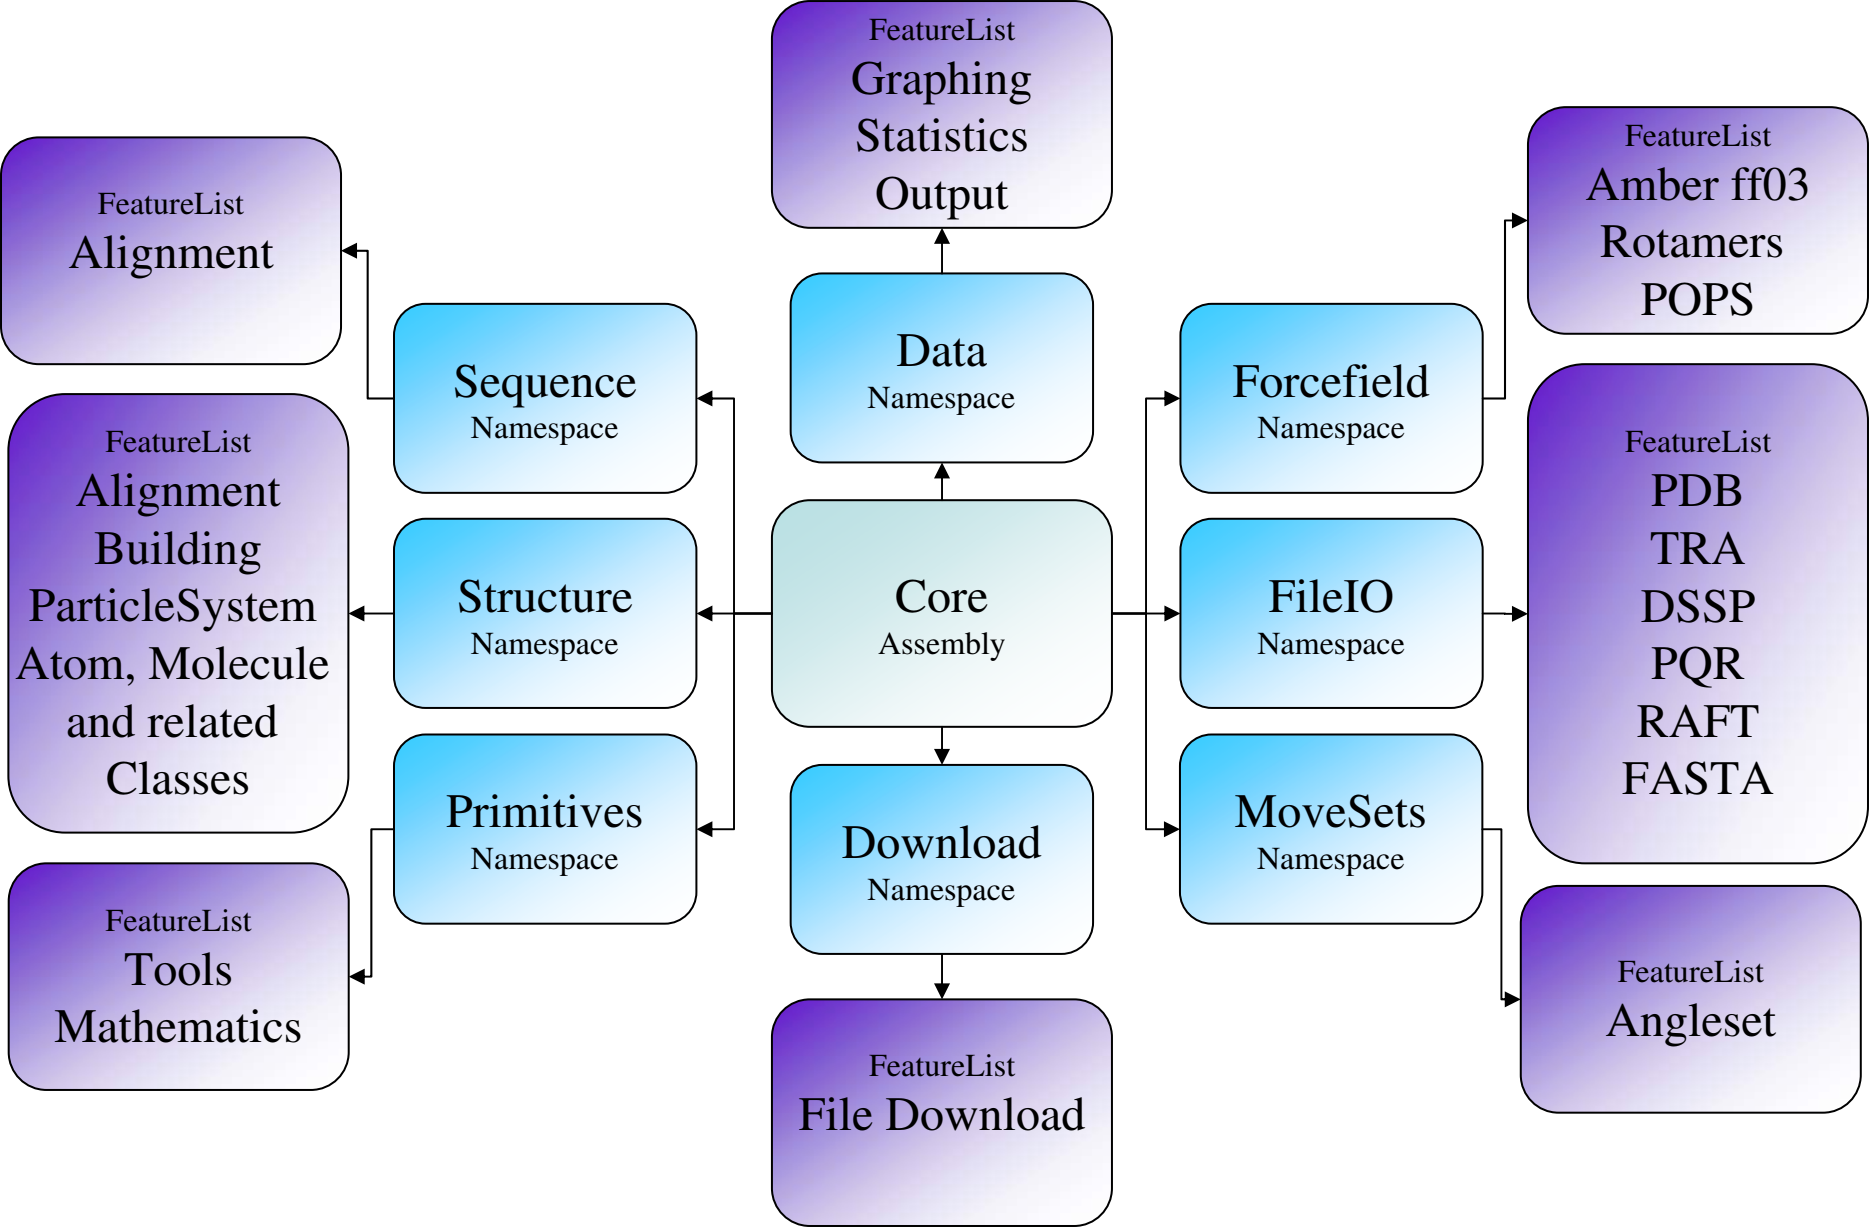 FeatureList
Graphing
Statistics
Output
FeatureList
Alignment
FeatureList
Amber ff03
Rotamers
POPS
Sequence
Namespace
Data
Namespace
Forcefield
Namespace
FeatureList
Alignment
Building
ParticleSystem
Atom, Molecule
and related
Classes
Structure
Namespace
Core
Assembly
FileIO
Namespace
FeatureList
PDB
TRA
DSSP
PQR
RAFT
FASTA
Primitives
Namespace
Download
Namespace
MoveSets
Namespace
FeatureList
Tools
Mathematics
FeatureList
File Download
FeatureList
Angleset